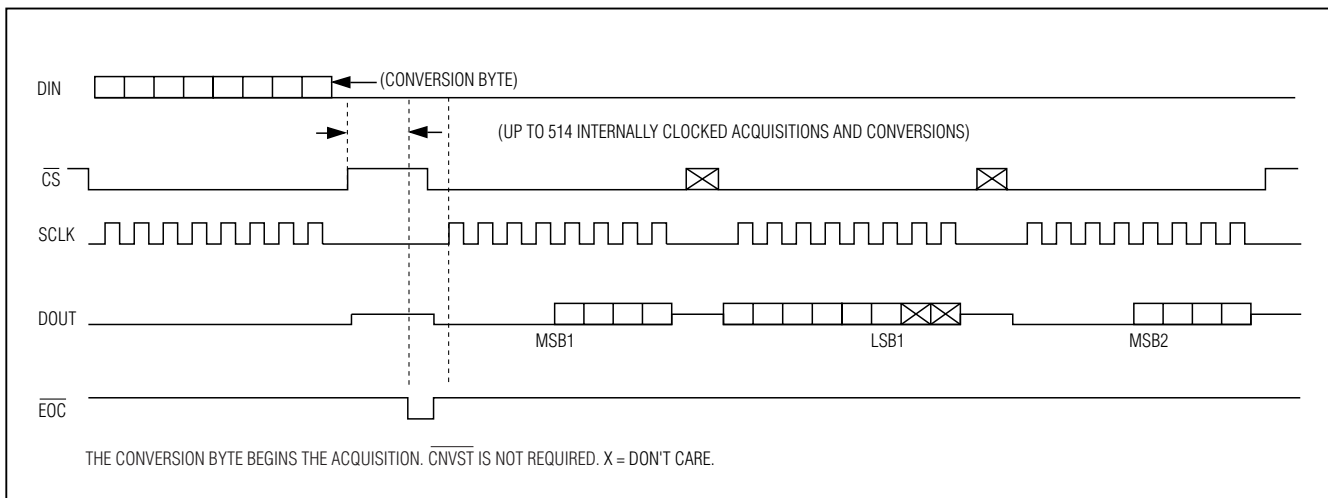 DIN
(CONVERSION BYTE)
(UP TO 514 INTERNALLY CLOCKED ACQUISITIONS AND CONVERSIONS)
CS
SCLK
DOUT
MSB1
LSB1
MSB2
EOC
THE CONVERSION BYTE BEGINS THE ACQUISITION. CNVST IS NOT REQUIRED. X = DON'T CARE.